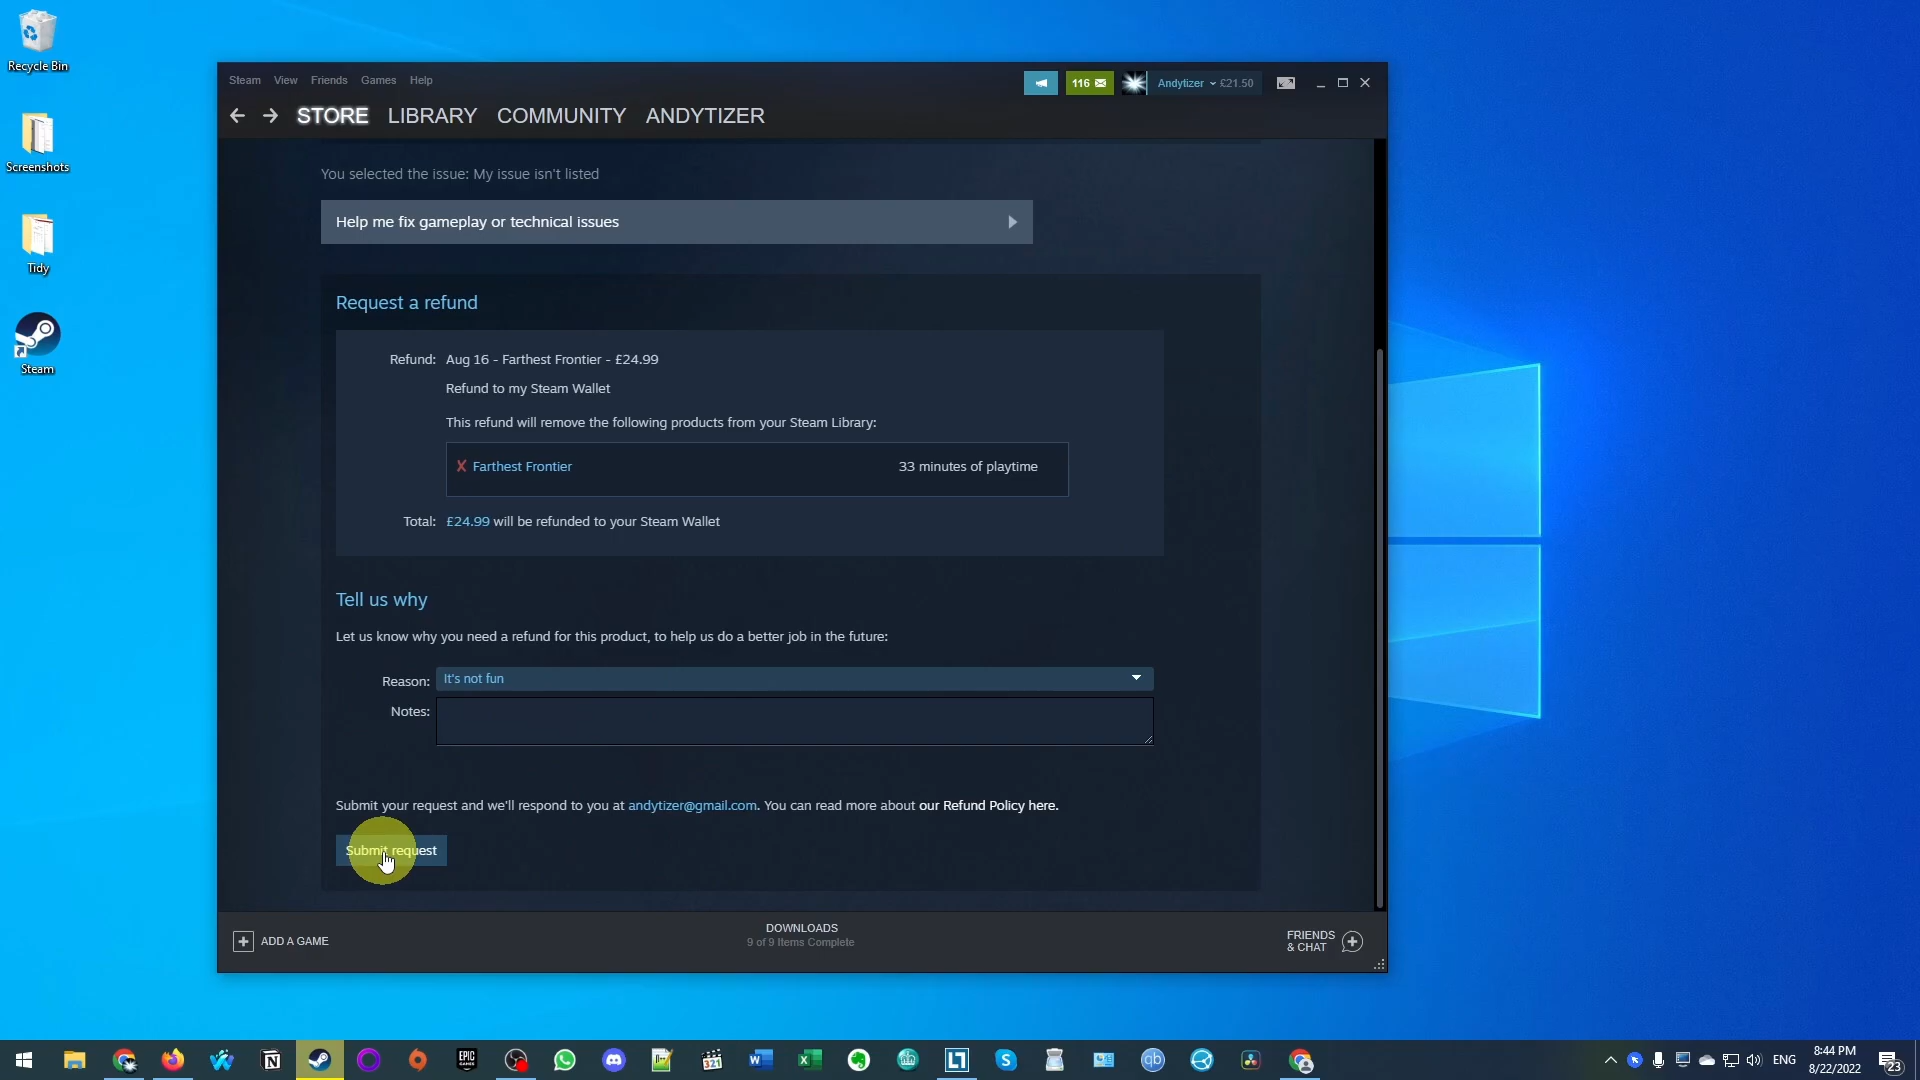 Recycle Bin
Screenshots
Tidy
Steam
Steam View Friends Games Help
116
Andytizer £21.50
STORE LIBRARY COMMUNITY ANDYTIZER
You selected the issue: My issue isn't listed
Help me fix gameplay or technical issues
Request a refund
Refund: Aug 16 - Farthest Frontier - £24.99
Refund to my Steam Wallet
This refund will remove the following products from your Steam Library:
X Farthest Frontier 33 minutes of playtime
Total: £24.99 will be refunded to your Steam Wallet
Tell us why
Let us know why you need a refund for this product, to help us do a better job in the future:
Reason: It's not fun
Notes:
Submit your request and we'll respond to you at andytizer@gmail.com. You can read more about our Refund Policy here.
Submit request
ADD A GAME
DOWNLOADS
9 of 9 Items Complete
FRIENDS
& CHAT
N
EPIC
GAMES
321
W
X
LT
S
qb
ENG
8:44 PM
8/22/2022
23